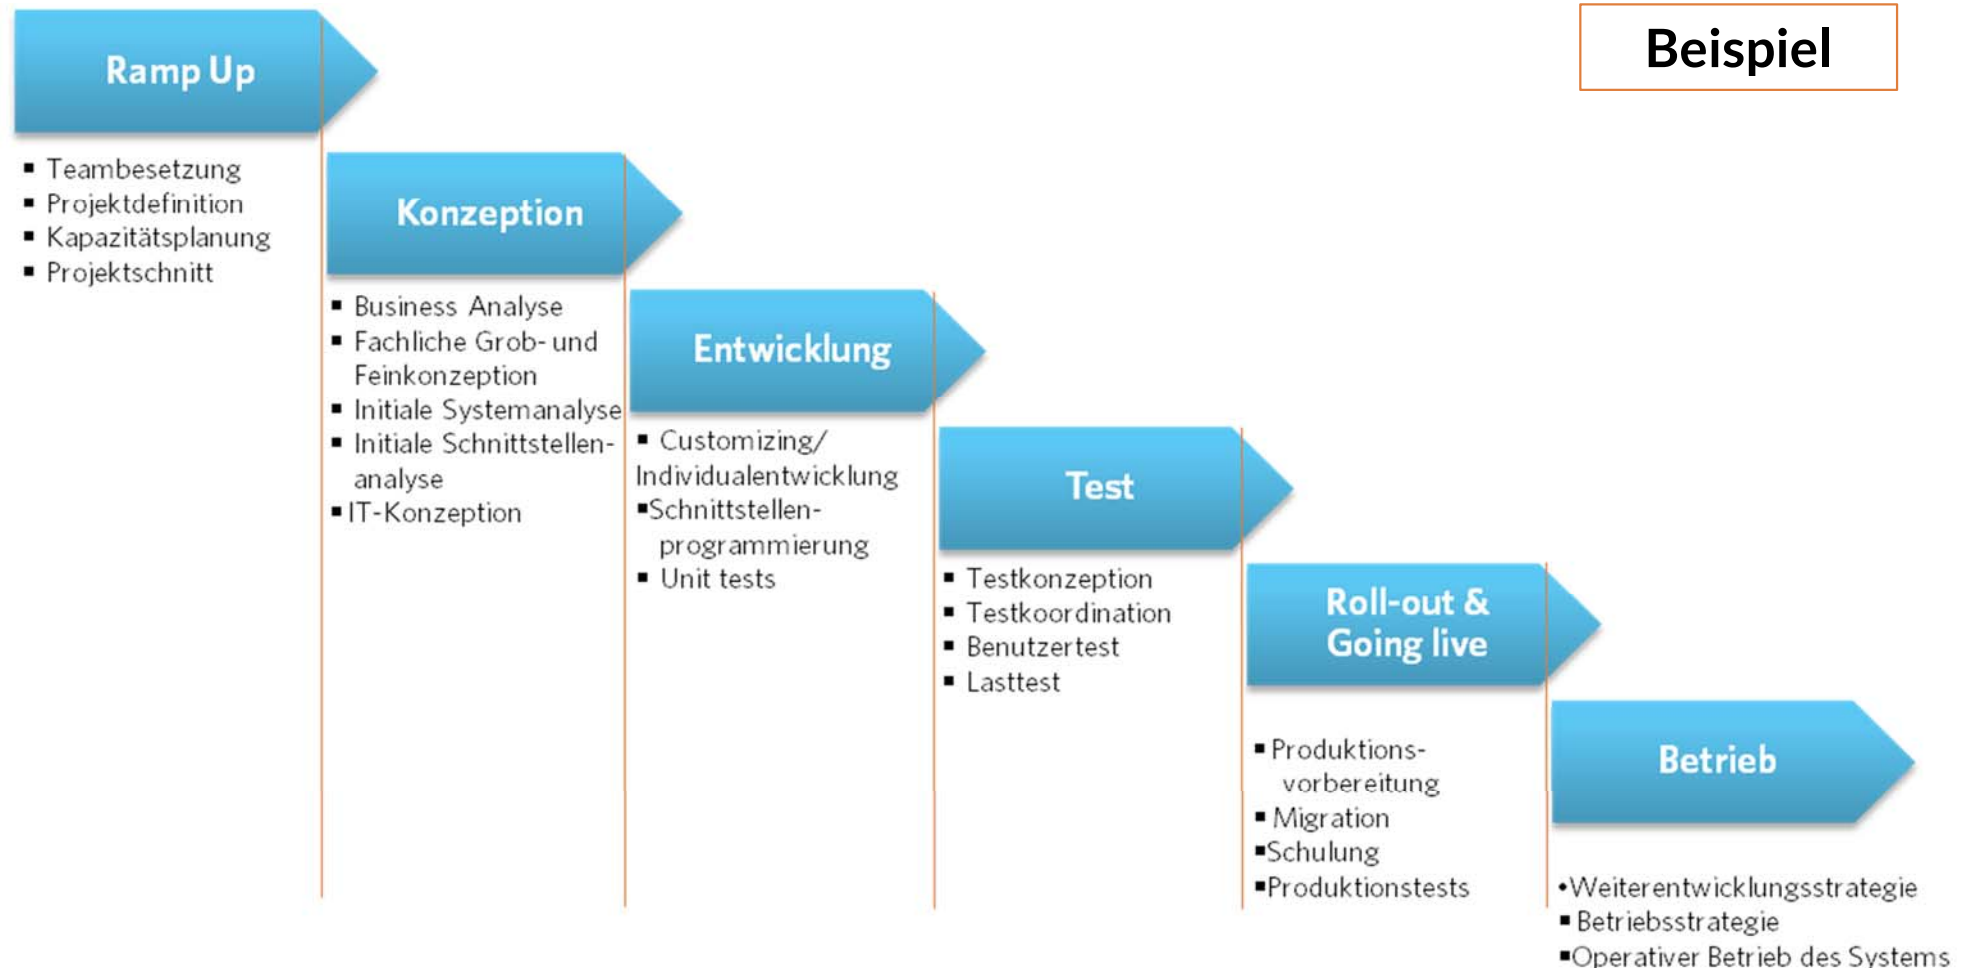 Beispiel
Ramp Up
▪ Teambesetzung
▪ Projektdefinition
▪ Kapazitätsplanung
▪ Projektschnitt
Konzeption
▪ Business Analyse
▪ Fachliche Grob- und
Feinkonzeption
▪ Initiale Systemanalyse
▪ Initiale Schnittstellen-
analyse
▪IT-Konzeption
Entwicklung
▪ Customizing/
Individualentwicklung
▪Schnittstellen-
programmierung
▪ Unit tests
Test
▪ Testkonzeption
▪ Testkoordination
▪ Benutzertest
▪ Lasttest
Roll-out &
Going live
▪ Produktions-
vorbereitung
▪ Migration
▪Schulung
▪Produktionstests
Betrieb
•Weiterentwicklungsstrategie
▪ Betriebsstrategie
▪Operativer Betrieb des Systems